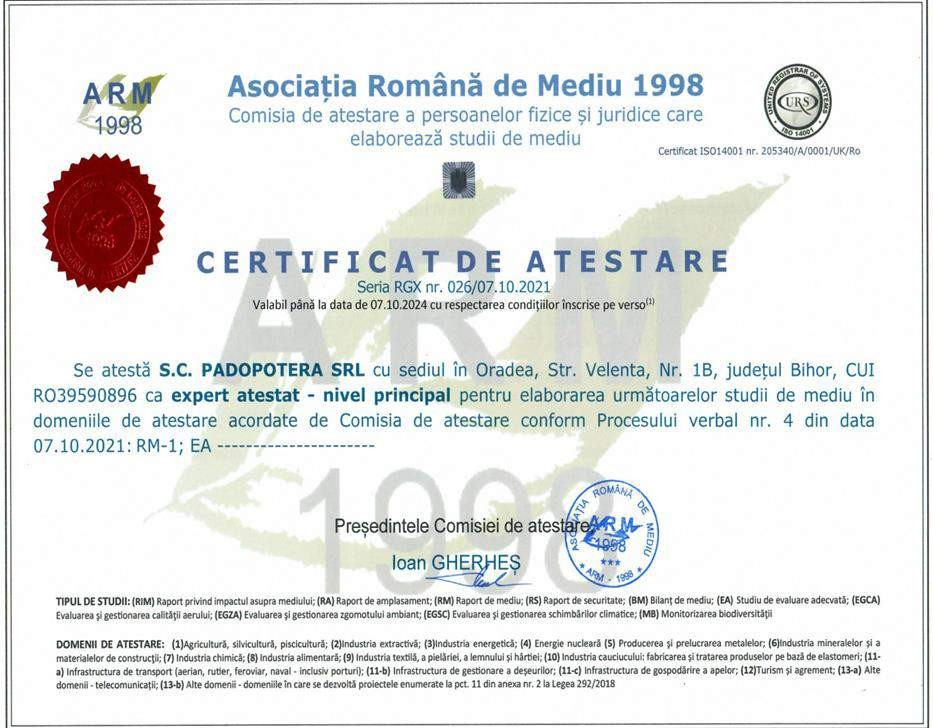 ARM
1998
Asociația Română de Mediu 1998
Comisia de atestare a persoanelor fizice și juridice care
elaborează studii de mediu
UNITED REGISTRAR OF SYSTEMS
URS
ISO 14001
Certificat ISO14001 nr. 205340/A/0001/UK/Ro
1998
ARM
1998
CERTIFICAT DE ATESTARE
Seria RGX nr. 026/07.10.2021
Valabil până la data de 07.10.2024 cu respectarea condițiilor înscrise pe verso(1)
Se atestă S.C. PADOPOTERA SRL cu sediul în Oradea, Str. Velenta, Nr. 1B, județul Bihor, CUI
RO39590896 ca expert atestat - nivel principal pentru elaborarea următoarelor studii de mediu în
domeniile de atestare acordate de Comisia de atestare conform Procesului verbal nr. 4 din data
07.10.2021: RM-1; EA ----------------------
Președintele Comisiei de atestare,
Ioan GHERHEȘ
ASOCIAȚIA ROMÂNĂ DE MEDIU
ARM
1998
ARM - 1998
TIPUL DE STUDII: (RIM) Raport privind impactul asupra mediului; (RA) Raport de amplasament; (RM) Raport de mediu; (RS) Raport de securitate; (BM) Bilanț de mediu; (EA) Studiu de evaluare adecvată; (EGCA)
Evaluarea și gestionarea calității aerului; (EGZA) Evaluarea și gestionarea zgomotului ambiant; (EGSC) Evaluarea și gestionarea schimbărilor climatice; (MB) Monitorizarea biodiversității
DOMENII DE ATESTARE: (1)Agricultură, silvicultură, piscicultură; (2)Industria extractivă; (3)Industria energetică; (4) Energie nucleară (5) Producerea și prelucrarea metalelor; (6)Industria mineralelor și a
materialelor de construcții; (7) Industria chimică; (8) Industria alimentară; (9) Industria textilă, a pielăriei, a lemnului și hârtiei; (10) Industria cauciucului: fabricarea și tratarea produselor pe bază de elastomeri; (11-
a) Infrastructura de transport (aerian, rutier, feroviar, naval - inclusiv porturi); (11-b) Infrastructura de gestionare a deșeurilor; (11-c) Infrastructura de gospodărire a apelor; (12)Turism și agrement; (13-a) Alte
domenii - telecomunicații; (13-b) Alte domenii - domeniile în care se dezvoltă proiectele enumerate la pct. 11 din anexa nr. 2 la Legea 292/2018